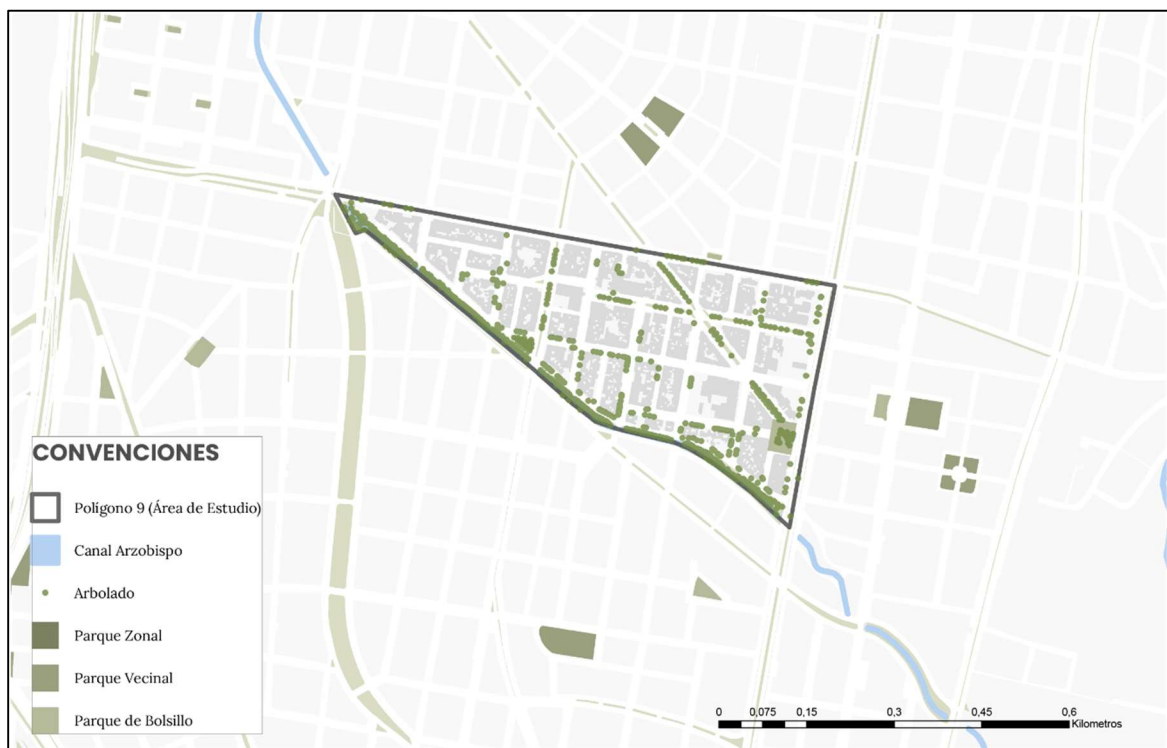 CONVENCIONES
Polígono 9 (Área de Estudio)
Canal Arzobispo
Arbolado
Parque Zonal
Parque Vecinal
Parque de Bolsillo
0 0,075 0,15 0,3 0,45 0,6
Kilometros